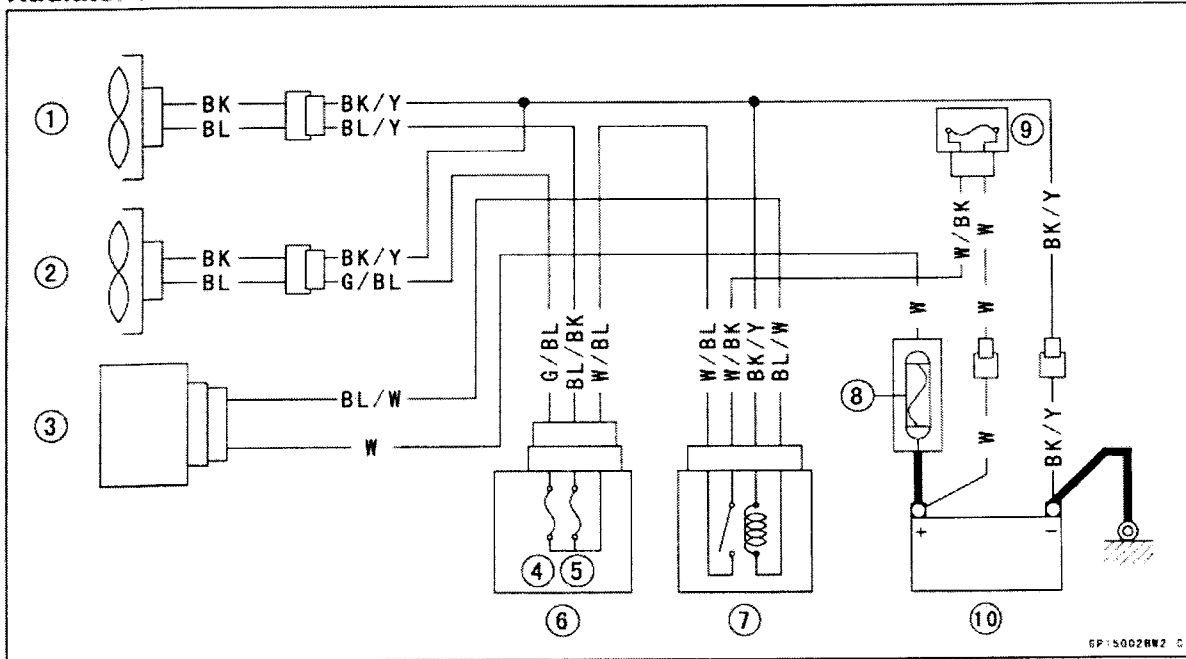 ① BK BK/Y
BL BL/Y
② BK BK/Y
BL G/BL
③ BL/W
W
G/BL BL/BK W/BL
W/BL W/BK BK/Y BL/W
W/BK W BK/Y
⑨
W W
⑧
W BK/Y
+ -
④ ⑤
⑥ ⑦ ⑩